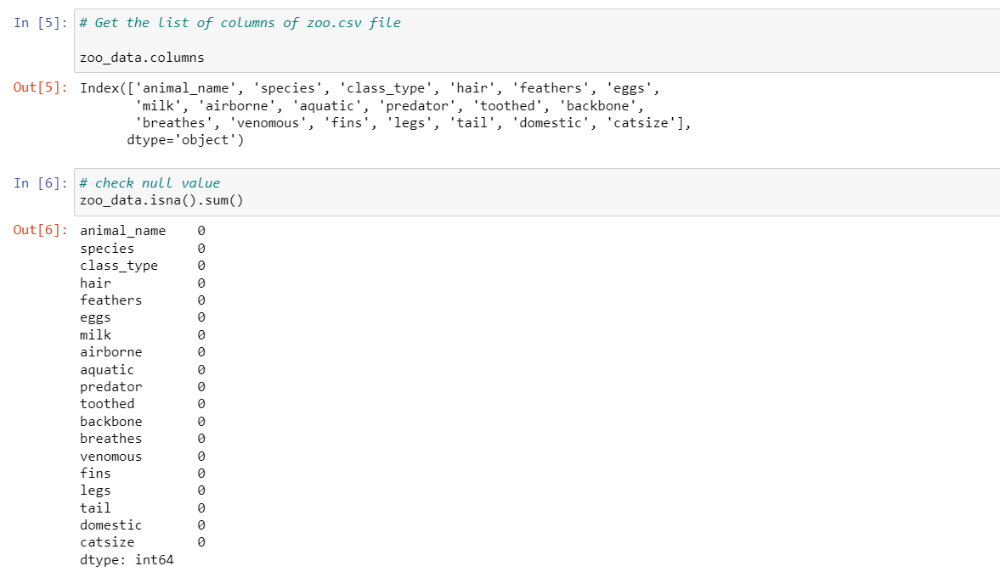 In [5]: # Get the list of columns of zoo.csv file
zoo_data.columns
Out[5]: Index(['animal_name', 'species', 'class_type', 'hair', 'feathers', 'eggs',
'milk', 'airborne', 'aquatic', 'predator', 'toothed', 'backbone',
'breathes', 'venomous', 'fins', 'legs', 'tail', 'domestic', 'catsize'],
dtype='object')
In [6]: # check null value
zoo_data.isna().sum()
Out[6]: animal_name 0
species 0
class_type 0
hair 0
feathers 0
eggs 0
milk 0
airborne 0
aquatic 0
predator 0
toothed 0
backbone 0
breathes 0
venomous 0
fins 0
legs 0
tail 0
domestic 0
catsize 0
dtype: int64